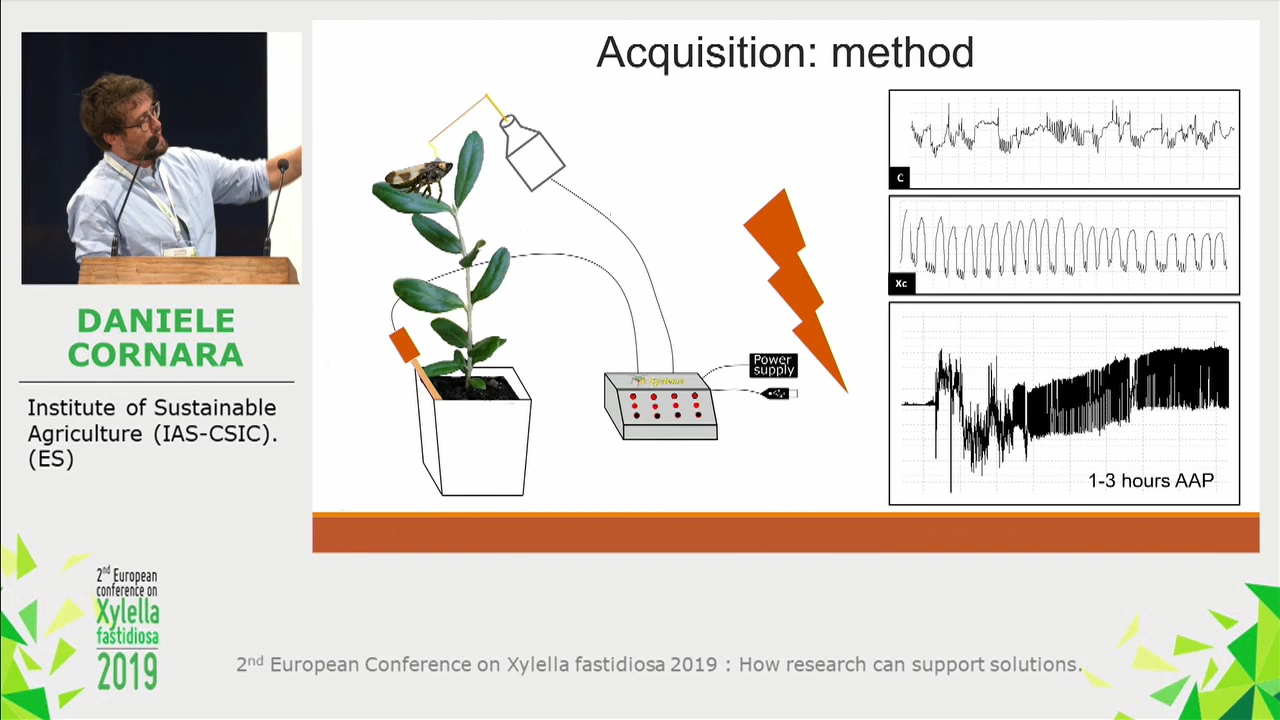 Acquisition: method
C
Xc
Power
supply
1-3 hours AAP
DANIELE
CORNARA
Institute of Sustainable
Agriculture (IAS-CSIC).
(ES)
2nd European
conference on
Xylella
fastidiosa
2019
2nd European Conference on Xylella fastidiosa 2019 : How research can support solutions.